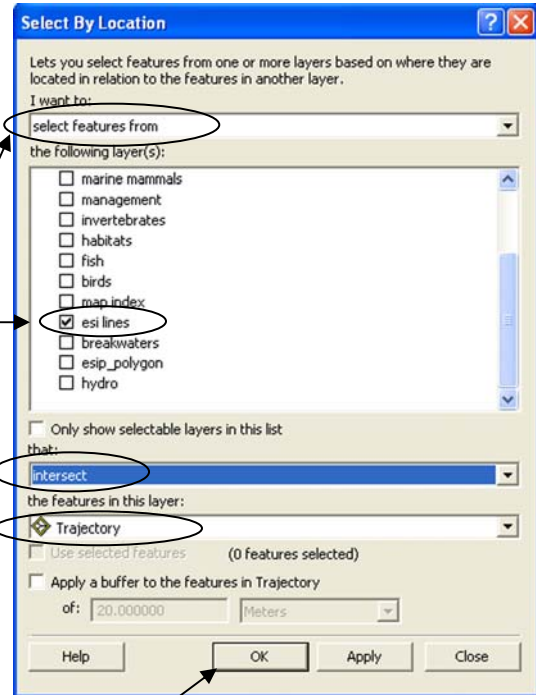 Select By Location
Lets you select features from one or more layers based on where they are
located in relation to the features in another layer.
I want to:
select features from
the following layer(s):
marine mammals
management
invertebrates
habitats
fish
birds
map index
esi lines
breakwaters
esip_polygon
hydro
Only show selectable layers in this list
that:
intersect
the features in this layer:
Trajectory
Use selected features (0 features selected)
Apply a buffer to the features in Trajectory
of: 20.000000 Meters
Help OK Apply Close